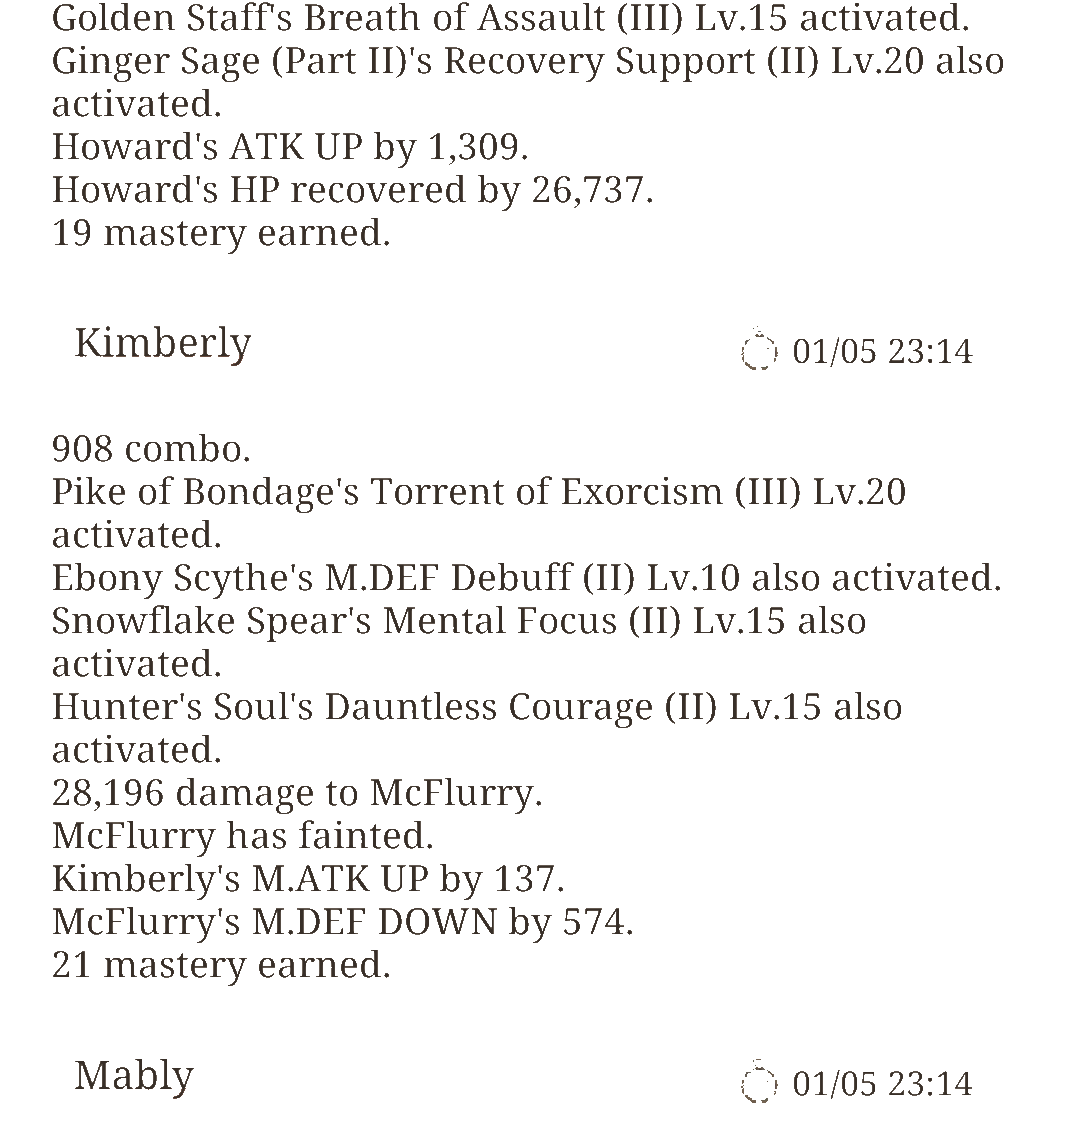 Golden Staff's Breath of Assault (III) Lv.15 activated.
Ginger Sage (Part II)'s Recovery Support (II) Lv.20 also
activated.
Howard's ATK UP by 1,309.
Howard's HP recovered by 26,737.
19 mastery earned.
Kimberly
01/05 23:14
908 combo.
Pike of Bondage's Torrent of Exorcism (III) Lv.20
activated.
Ebony Scythe's M.DEF Debuff (II) Lv.10 also activated.
Snowflake Spear's Mental Focus (II) Lv.15 also
activated.
Hunter's Soul's Dauntless Courage (II) Lv.15 also
activated.
28,196 damage to McFlurry.
McFlurry has fainted.
Kimberly's M.ATK UP by 137.
McFlurry's M.DEF DOWN by 574.
21 mastery earned.
Mably
01/05 23:14